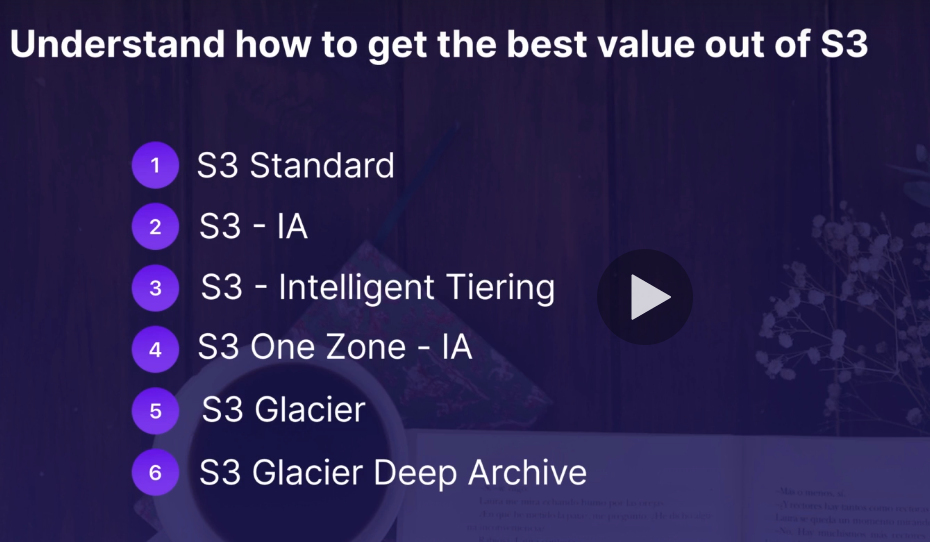 Understand how to get the best value out of S3
1 S3 Standard
2 S3 - IA
3 S3 - Intelligent Tiering
4 S3 One Zone - IA
5 S3 Glacier
6 S3 Glacier Deep Archive